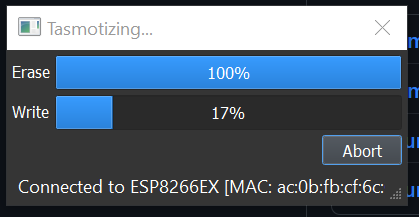 Tasmotizing...
Erase 100%
Write 17%
Abort
Connected to ESP8266EX [MAC: ac:0b:fb:cf:6c: